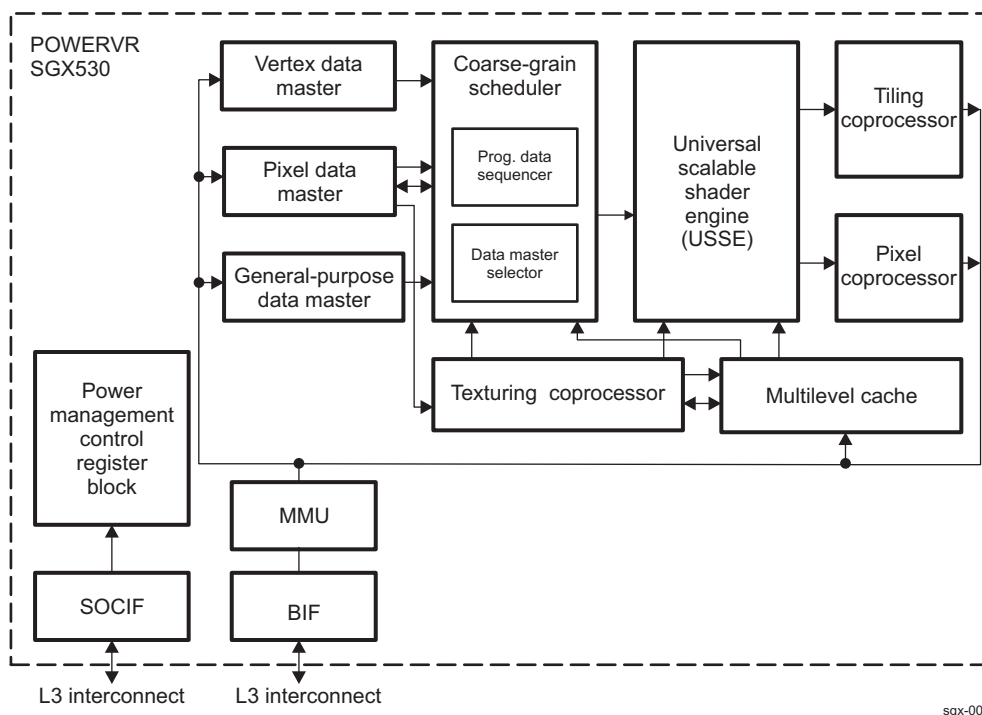 POWERVR
SGX530
Vertex data
master
Pixel data
master
General-purpose
data master
Coarse-grain
scheduler
Prog. data
sequencer
Data master
selector
Universal
scalable
shader
engine
(USSE)
Tiling
coprocessor
Pixel
coprocessor
Texturing coprocessor
Multilevel cache
Power
management
control
register
block
MMU
SOCIF
BIF
L3 interconnect
L3 interconnect